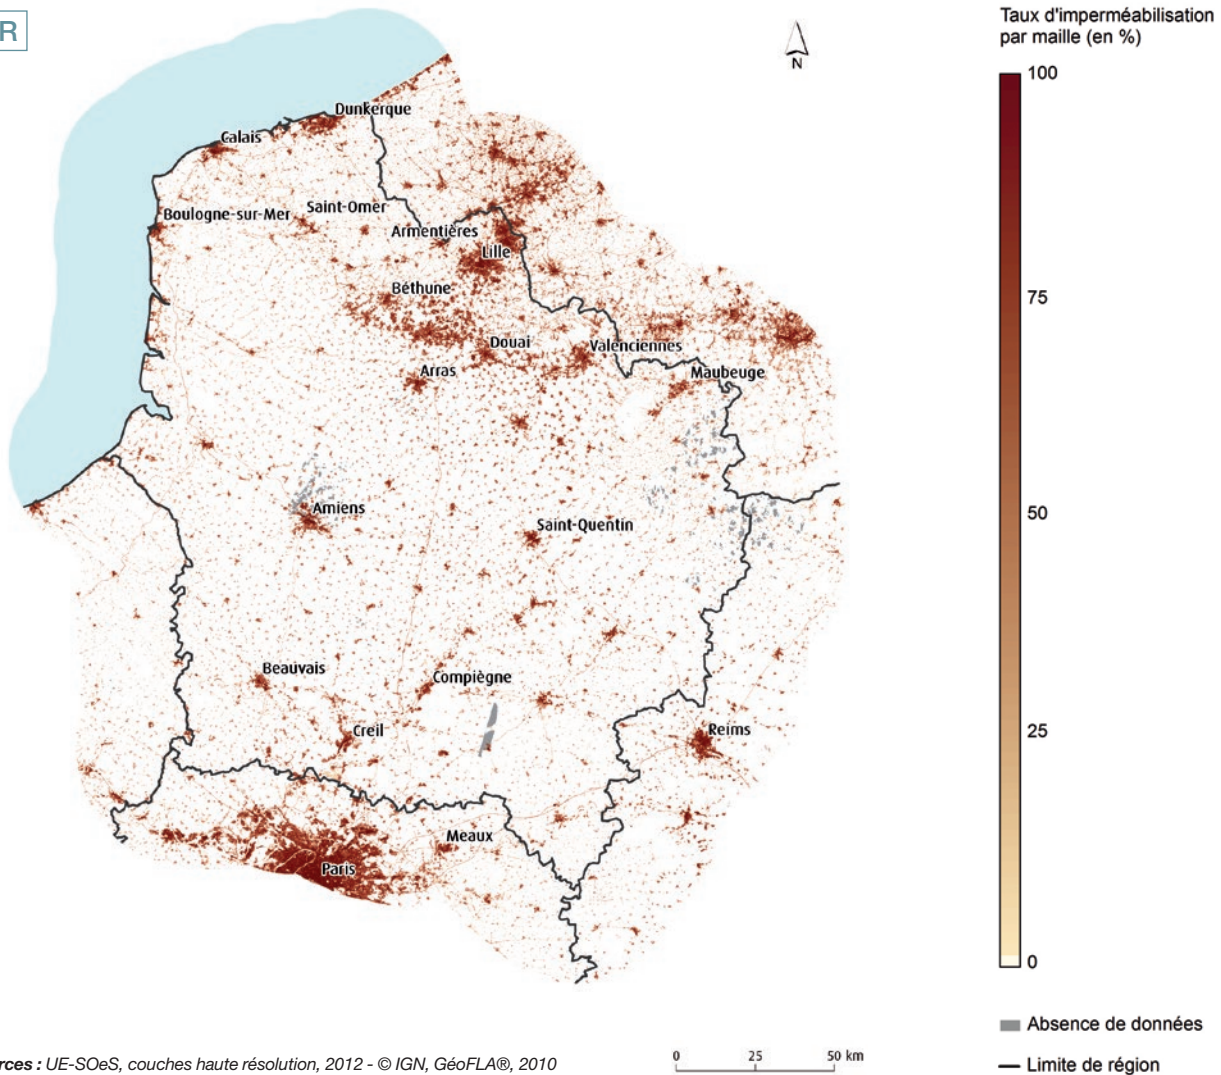 R
Taux d'imperméabilisation
par maille (en %)
100
75
50
25
0
Absence de données
Limite de région
N
Dunkerque
Calais
Boulogne-sur-Mer
Saint-Omer
Armentières
Lille
Béthune
Douai
Valenciennes
Arras
Maubeuge
Amiens
Saint-Quentin
Beauvais
Compiègne
Creil
Reims
Meaux
Paris
rces : UE-SOeS, couches haute résolution, 2012 - © IGN, GéoFLA®, 2010
0 25 50 km